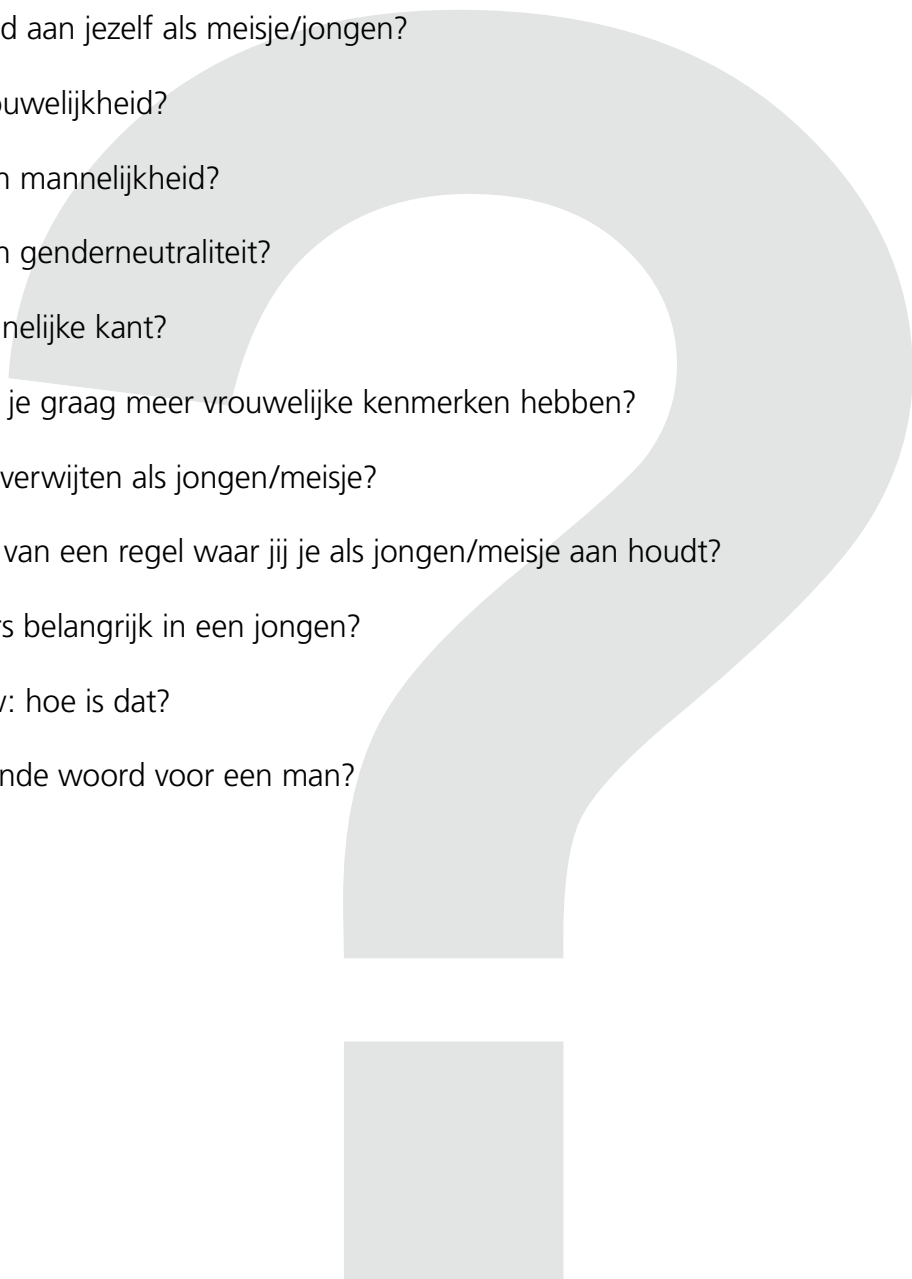 d aan jezelf als meisje/jongen?
ouwelijkheid?
n mannelijkheid?
n genderneutraliteit?
nelijke kant?
je graag meer vrouwelijke kenmerken hebben?
verwijten als jongen/meisje?
van een regel waar jij je als jongen/meisje aan houdt?
rs belangrijk in een jongen?
v: hoe is dat?
nde woord voor een man?